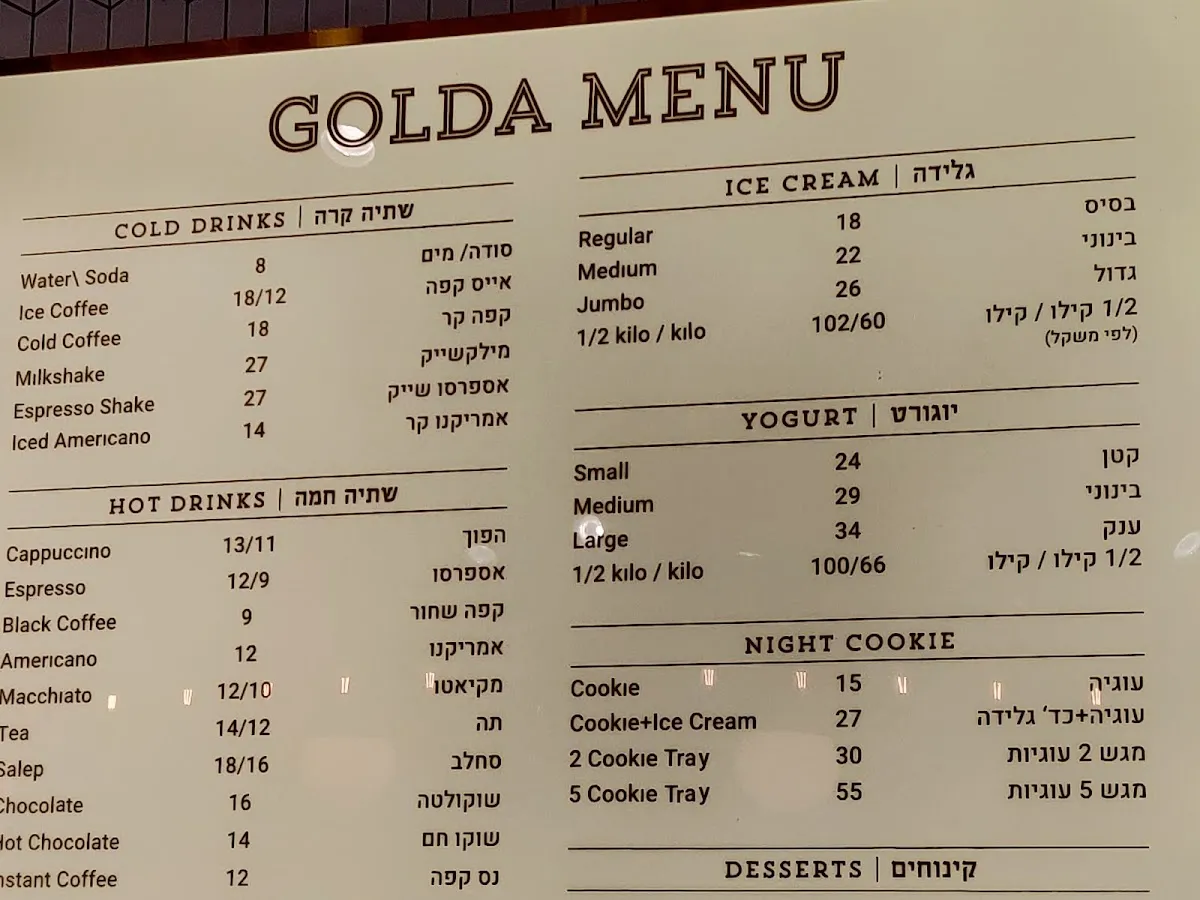 GOLDA MENU
COLD DRINKS | שתיה קרה
Water\ Soda 8 סודה/ מים
Ice Coffee 18/12 אייס קפה
Cold Coffee 18 קפה קר
Milkshake 27 מילקשייק
Espresso Shake 27 אספרסו שייק
Iced Americano 14 אמריקנו קר
HOT DRINKS | שתיה חמה
Cappuccino 13/11 הפוך
Espresso 12/9 אספרסו
Black Coffee 9 קפה שחור
Americano 12 אמריקנו
Macchiato 12/10 מקיאטו
Tea 14/12 תה
Salep 18/16 סחלב
Chocolate 16 שוקולטה
Hot Chocolate 14 שוקו חם
Instant Coffee 12 נס קפה
ICE CREAM | גלידה
Regular 18 בסיס
Medium 22 בינוני
Jumbo 26 גדול
1/2 kilo / kilo 102/60 1/2 קילו / קילו
(לפי משקל)
YOGURT | יוגורט
Small 24 קטן
Medium 29 בינוני
Large 34 ענק
1/2 kilo / kilo 100/66 1/2 קילו / קילו
NIGHT COOKIE
Cookie 15 עוגיה
Cookie+Ice Cream 27 עוגיה+כד' גלידה
2 Cookie Tray 30 מגש 2 עוגיות
5 Cookie Tray 55 מגש 5 עוגיות
DESSERTS | קינוחים